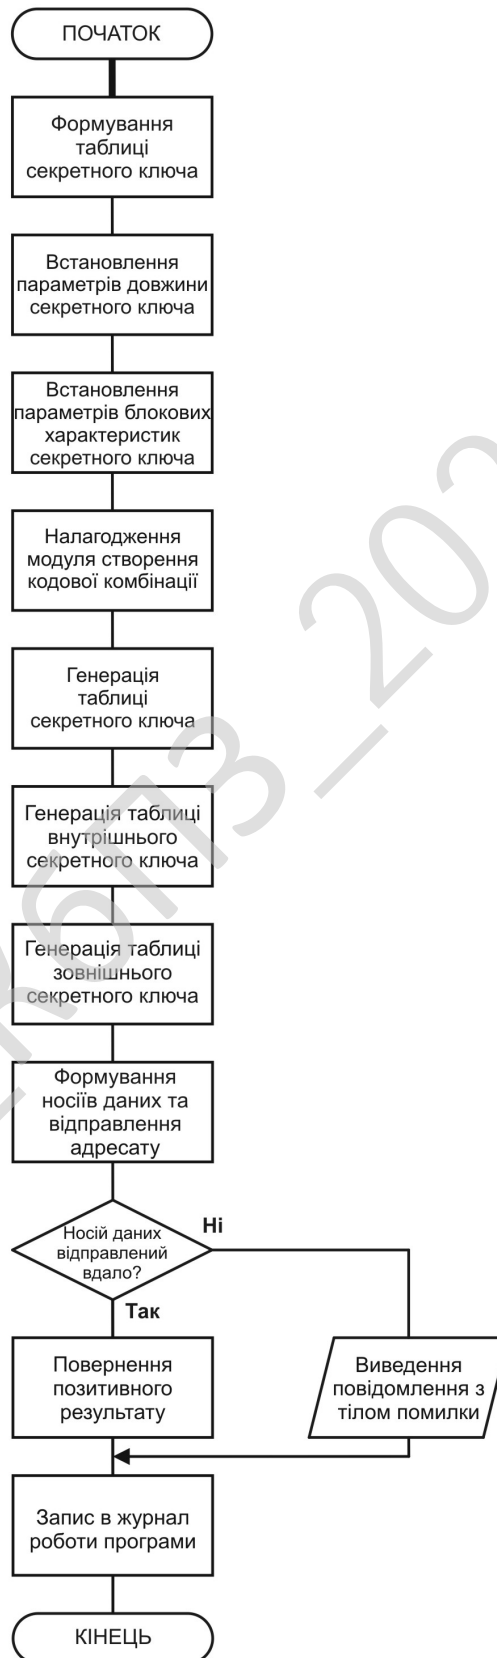 ПОЧАТОК
Формування
таблиці
секретного ключа
Встановлення
параметрів довжини
секретного ключа
Встановлення
параметрів блокових
характеристик
секретного ключа
Налагодження
модуля створення
кодової комбінації
Генерація
таблиці
секретного ключа
Генерація таблиці
внутрішнього
секретного ключа
Генерація таблиці
зовнішнього
секретного ключа
Формування
носіїв даних та
відправлення
адресату
Носій даних
відправлений
вдало?
Ні
Так
Повернення
позитивного
результату
Виведення
повідомлення з
тілом помилки
Запис в журнал
роботи програми
КІНЕЦЬ